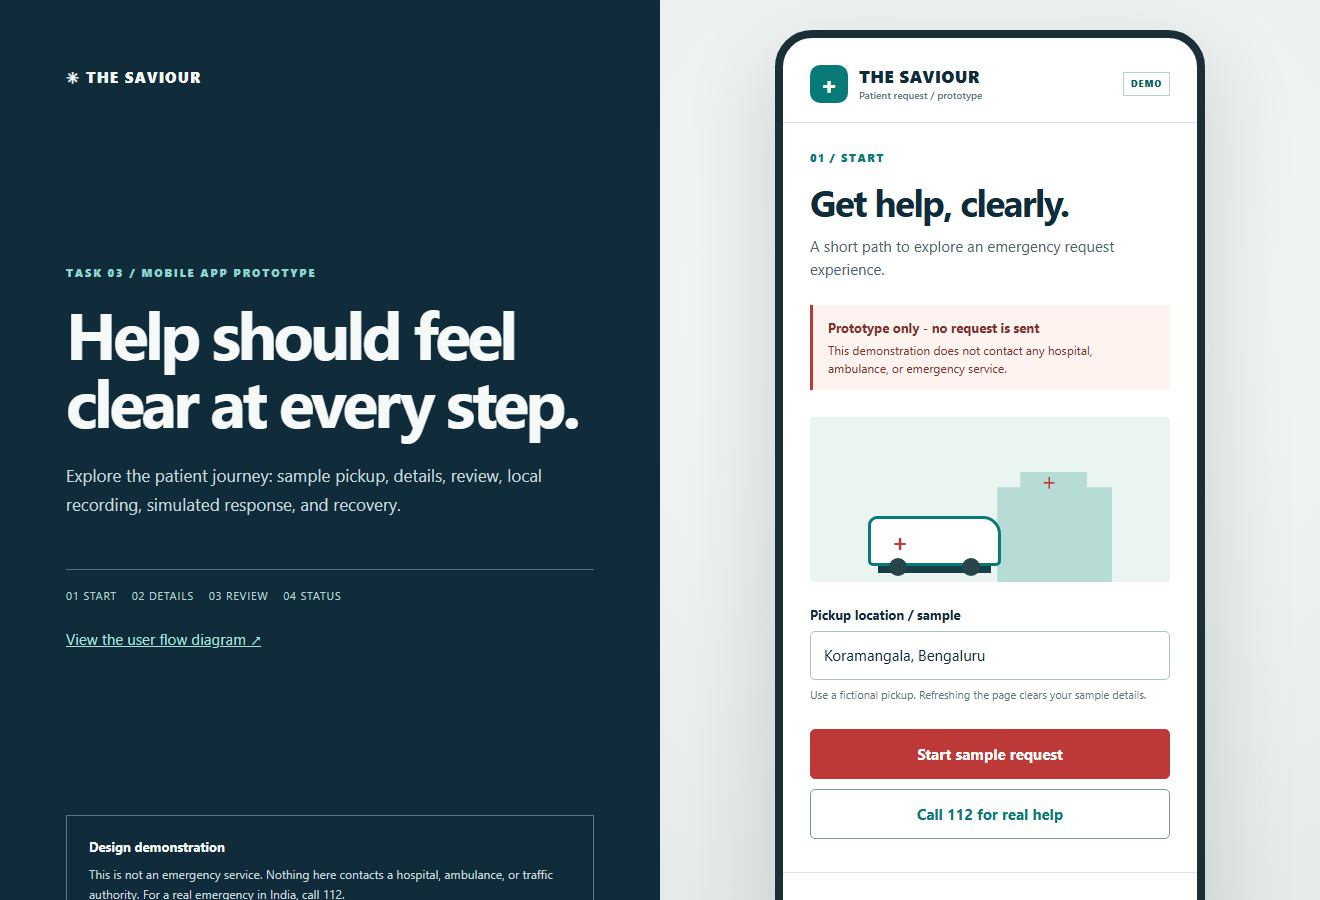 ✳ THE SAVIOUR
TASK 03 / MOBILE APP PROTOTYPE
Help should feel
clear at every step.
Explore the patient journey: sample pickup, details, review, local
recording, simulated response, and recovery.
01 START 02 DETAILS 03 REVIEW 04 STATUS
View the user flow diagram ↗
Design demonstration
This is not an emergency service. Nothing here contacts a hospital, ambulance, or traffic
authority. For a real emergency in India, call 112.
+
THE SAVIOUR
Patient request / prototype
DEMO
01 / START
Get help, clearly.
A short path to explore an emergency request
experience.
Prototype only - no request is sent
This demonstration does not contact any hospital,
ambulance, or emergency service.
+
+
Pickup location / sample
Koramangala, Bengaluru
Use a fictional pickup. Refreshing the page clears your sample details.
Start sample request
Call 112 for real help